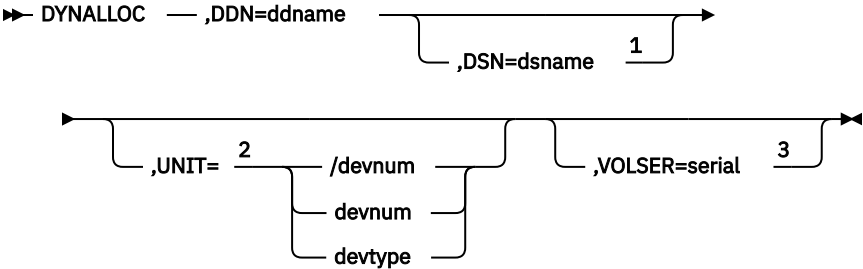 DYNALLOC ,DDN=ddname
,DSN=dsname 1
,UNIT= 2 /devnum
devnum
devtype
,VOLSER=serial 3